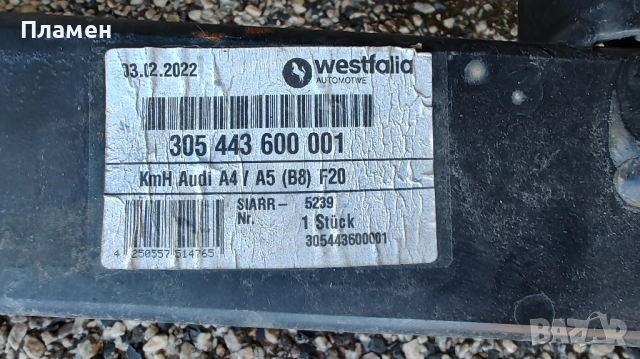 Пламен
03.02.2022
westfalia
AUTOMOTIVE
305 443 600 001
KmH Audi A4 / A5 (B8) F20
SIARR- 5239
Nr. 1 Stück
305443600001
4 250557 514765
BAZAR